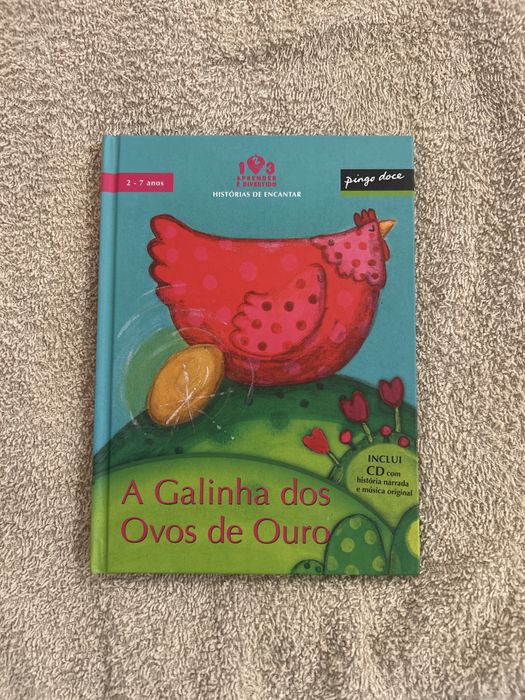 2 - 7 anos
1 2 3
APRENDER
É DIVERTIDO
HISTÓRIAS DE ENCANTAR
pingo doce
INCLUI
CD com
história narrada
e música original
A Galinha dos
Ovos de Ouro